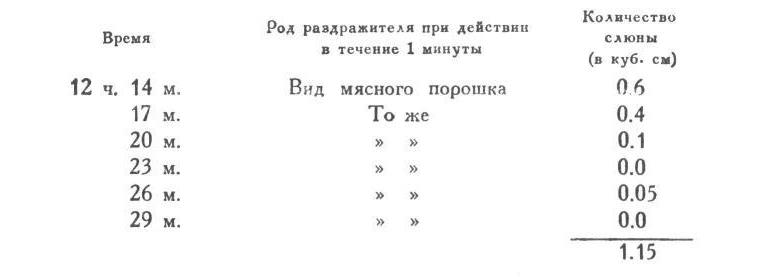 Время Род раздражителя при действии в течение 1 минуты Количество слюны (в куб. см)
12 ч. 14 м. Вид мясного порошка 0.6
17 м. То же 0.4
20 м. » » 0.1
23 м. » » 0.0
26 м. » » 0.05
29 м. » » 0.0
1.15